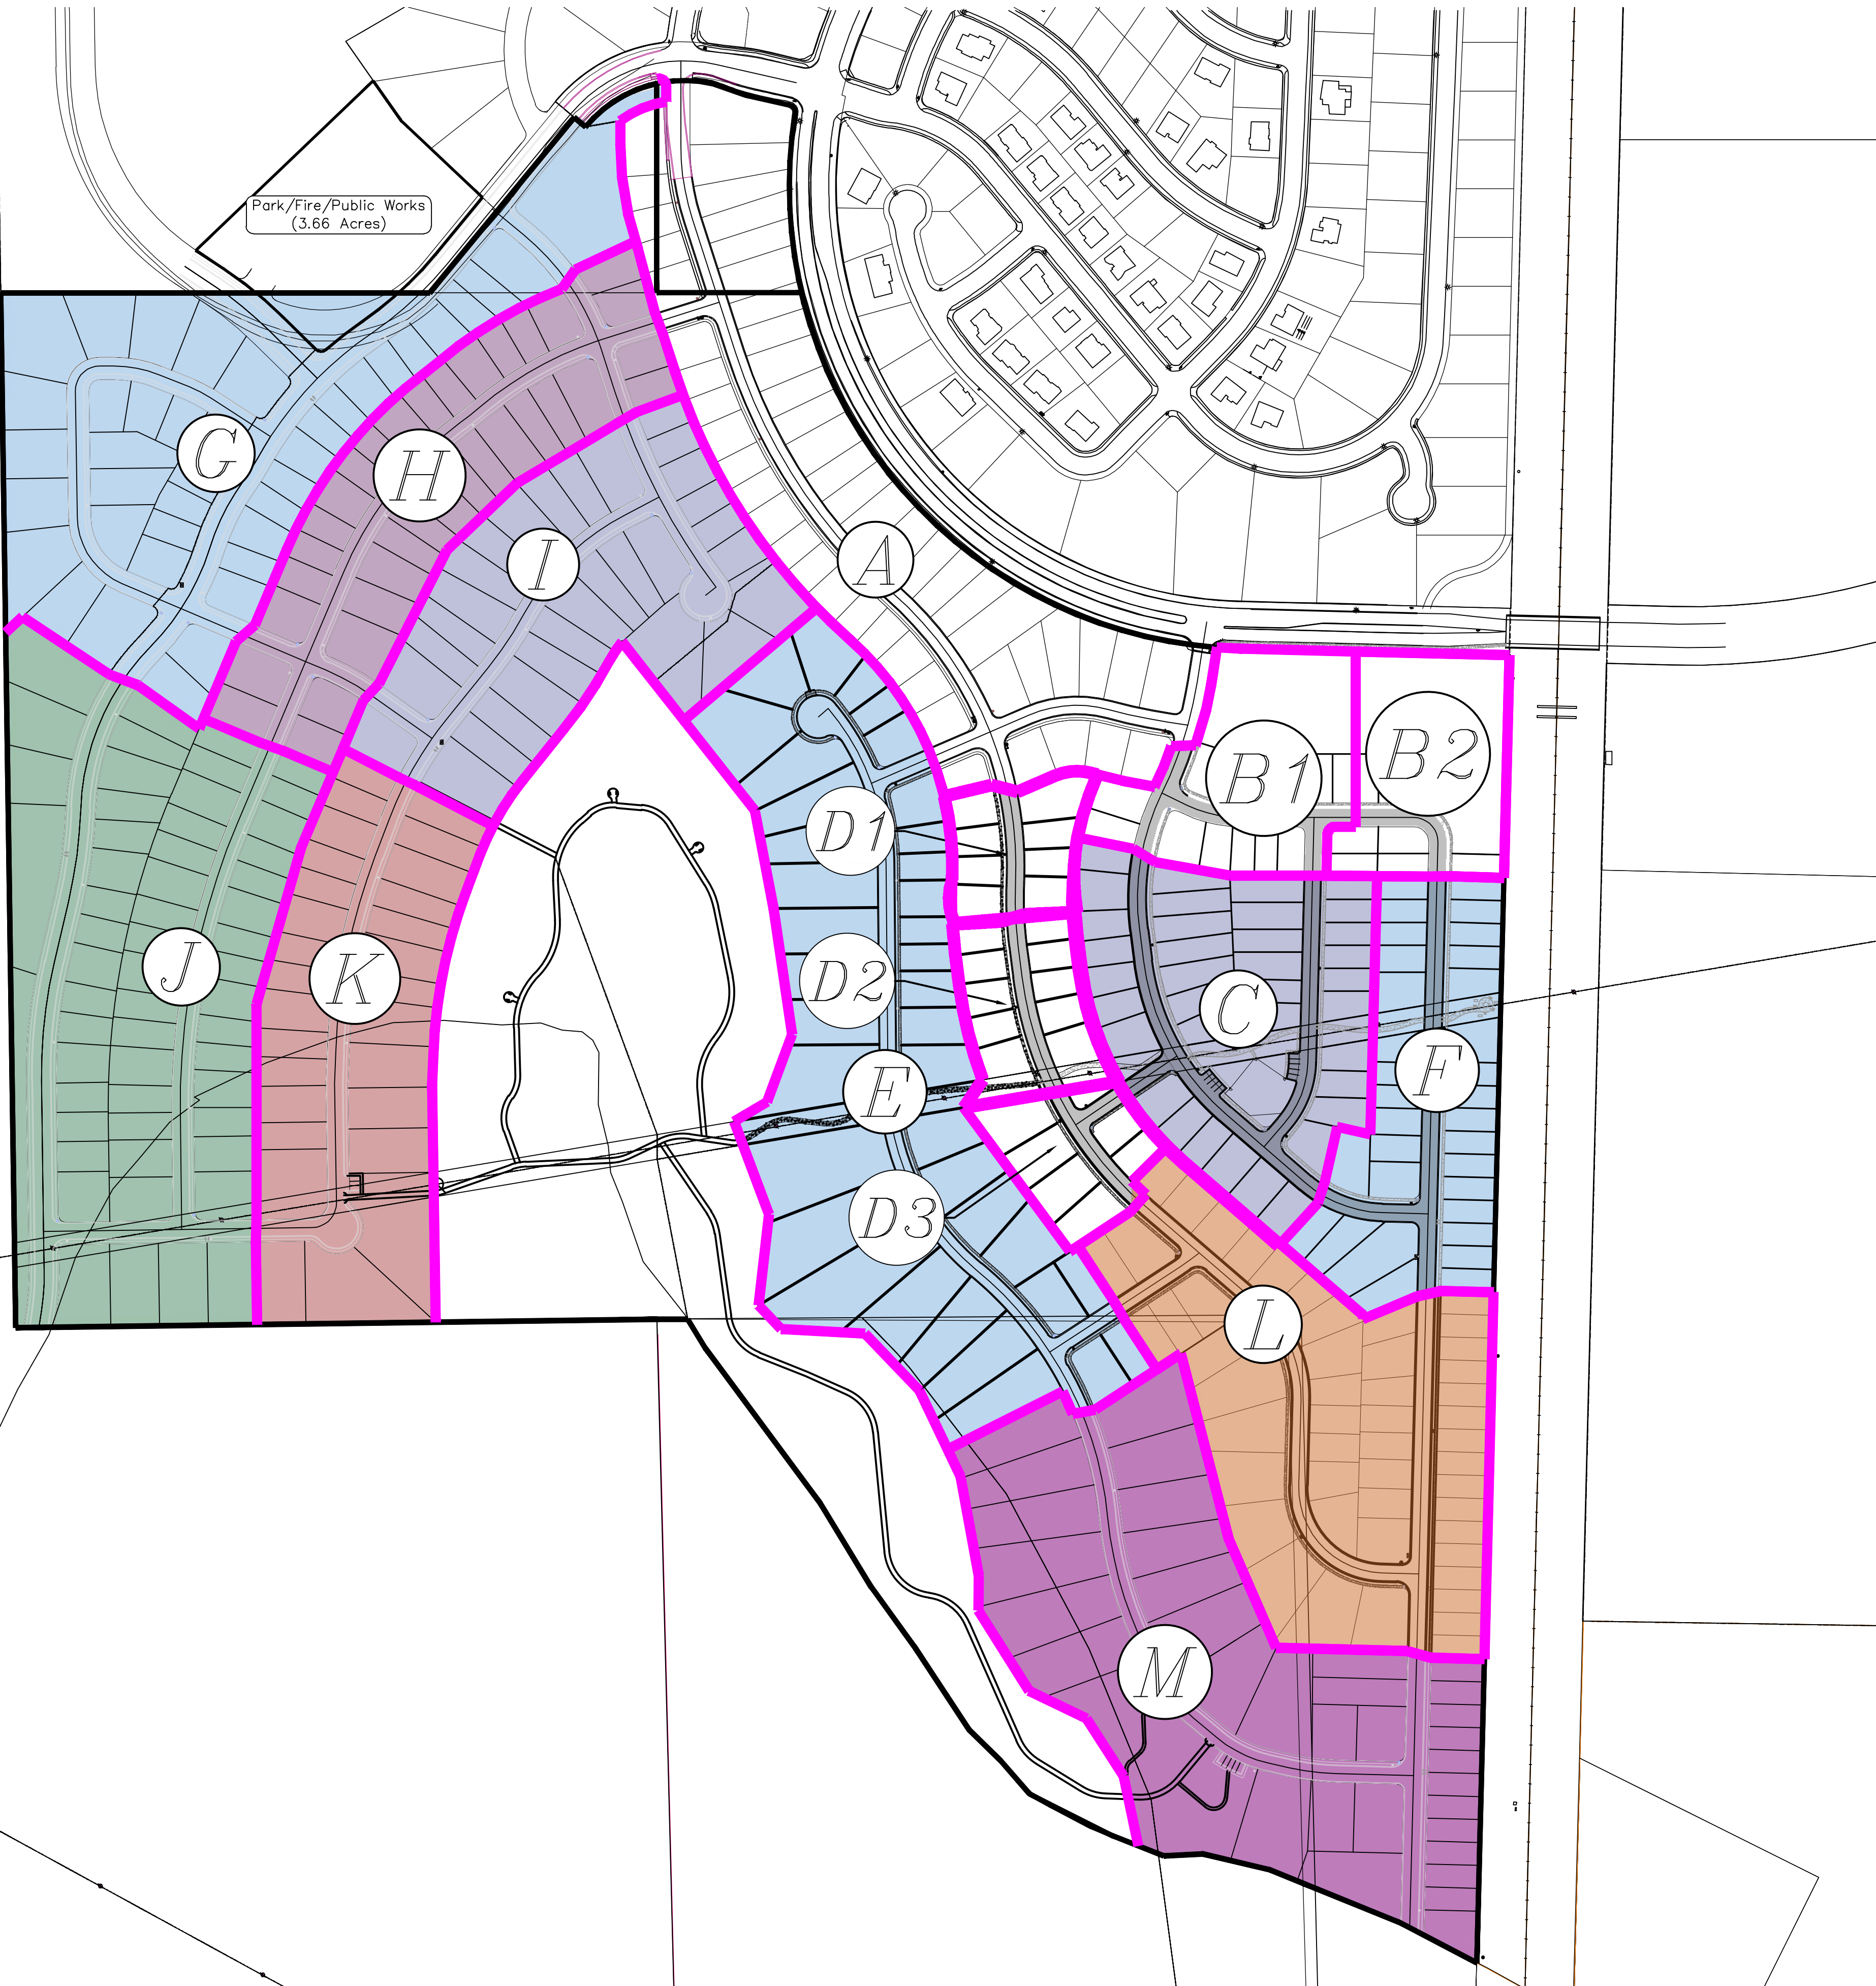 Park/Fire/Public Works
(3.66 Acres)
G
H
I
A
B1
B2
D1
D2
C
J
K
E
F
D3
L
M